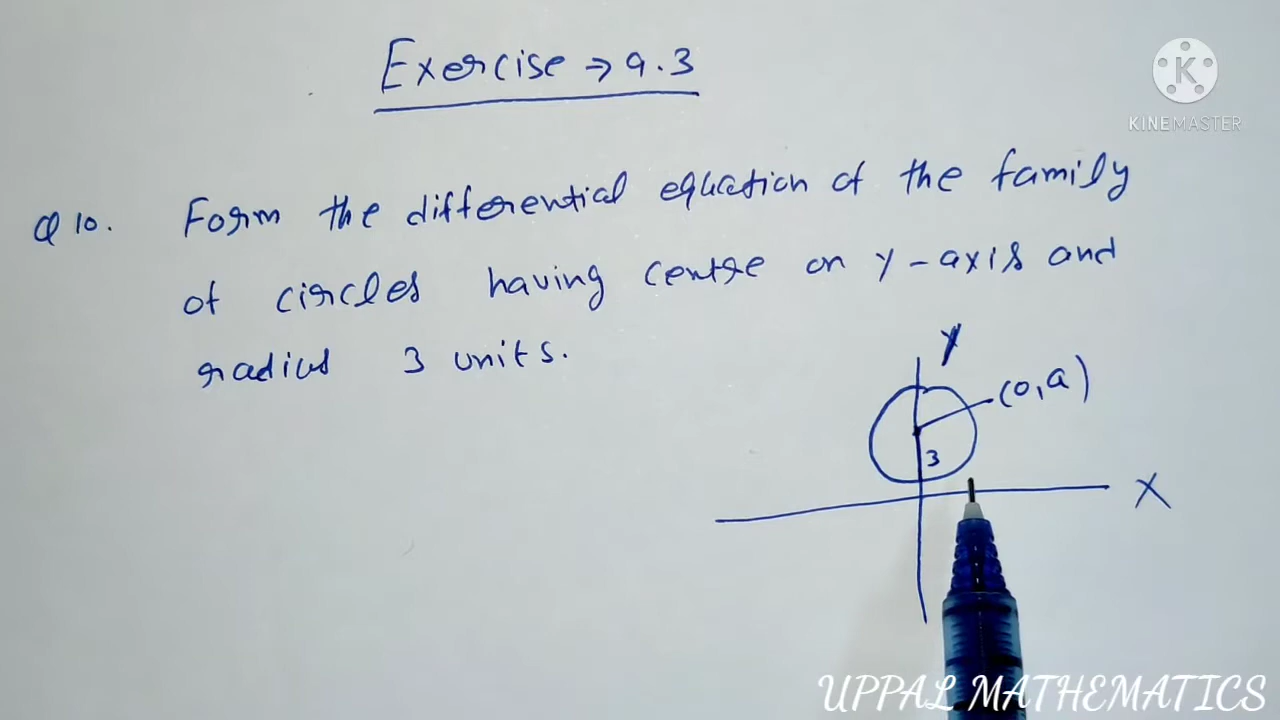 Exercise → 9.3
K
KINEMASTER
Q 10. Form the differential equation of the family
of circles having centre on y-axis and
radius 3 units.
Y
(0,a)
3
X
UPPAL MATHEMATICS